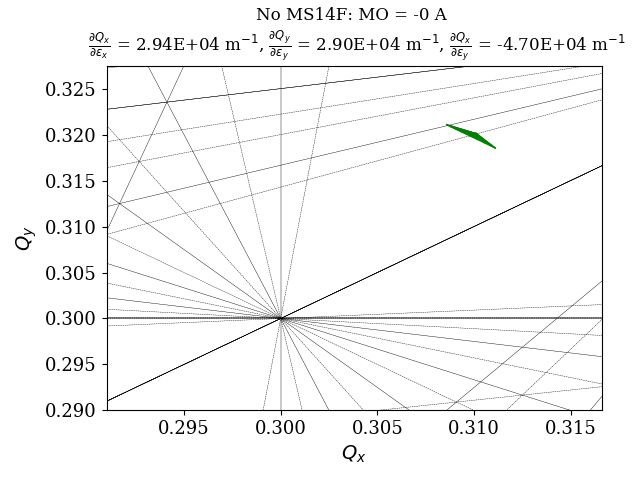 No MS14F: MO = -0 A
∂Qx/∂εx = 2.94E+04 m⁻¹, ∂Qy/∂εy = 2.90E+04 m⁻¹, ∂Qx/∂εy = -4.70E+04 m⁻¹
0.325
0.320
0.315
0.310
0.305
0.300
0.295
0.290
Qy
0.295 0.300 0.305 0.310 0.315
Qx